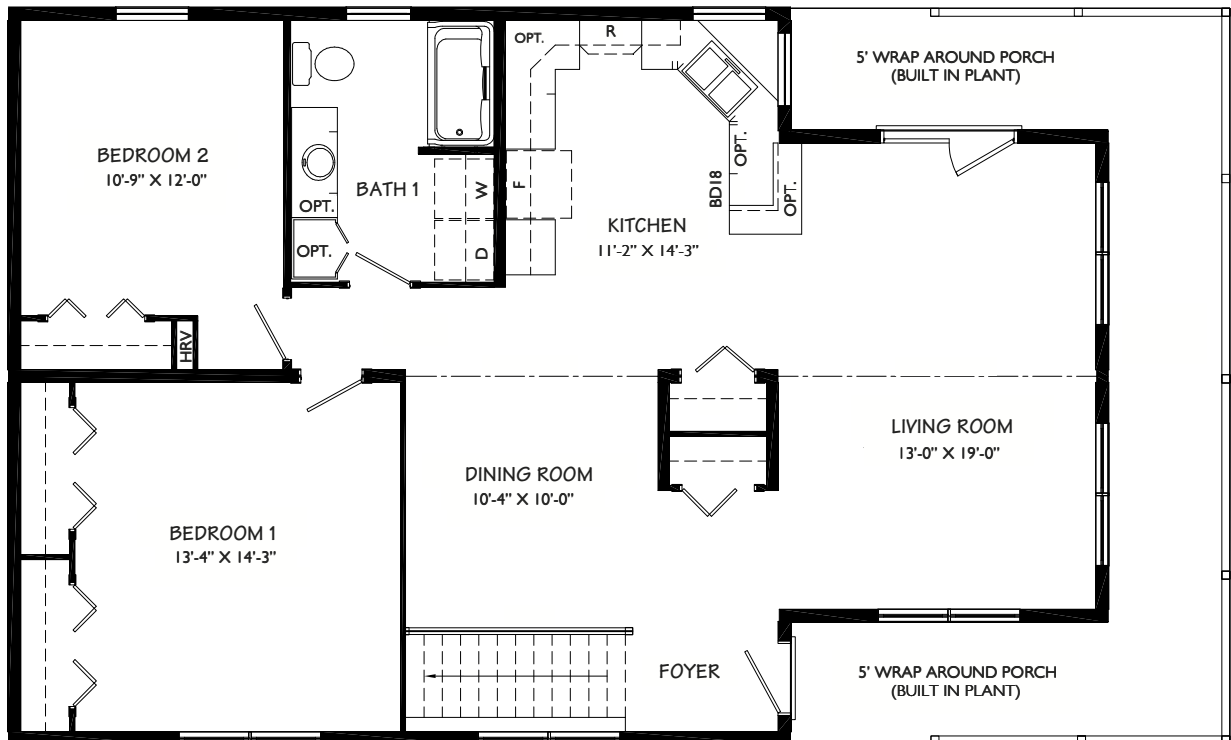 OPT.
R
5' WRAP AROUND PORCH
(BUILT IN PLANT)
BEDROOM 2
10'-9" X 12'-0"
BATH 1
OPT.
OPT.
W
D
F
KITCHEN
11'-2" X 14'-3"
BD18
OPT.
OPT.
HRV
LIVING ROOM
13'-0" X 19'-0"
DINING ROOM
10'-4" X 10'-0"
BEDROOM 1
13'-4" X 14'-3"
FOYER
5' WRAP AROUND PORCH
(BUILT IN PLANT)